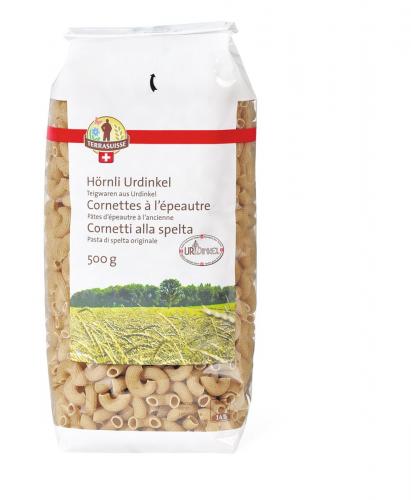 TERRASUISSE
Hörnli Urdinkel
Teigwaren aus Urdinkel
Cornettes à l'épeautre
Pâtes d'épeautre à l'ancienne
Cornetti alla spelta
Pasta di spelta originale
500 g
URDINKEL